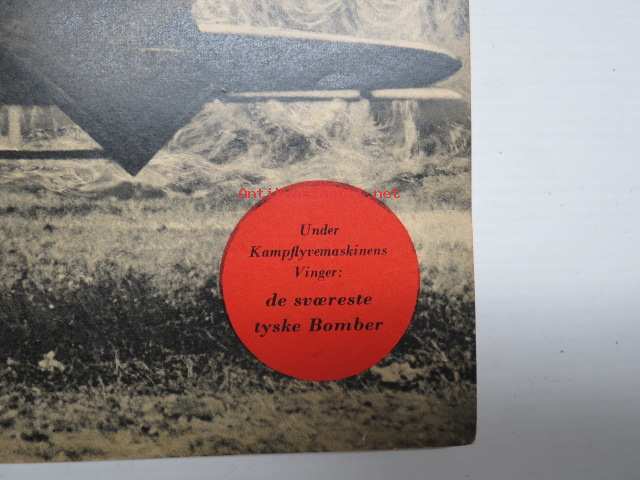 Under
Kampflyvemaskinens
Vinger:
de sværeste
tyske Bomber